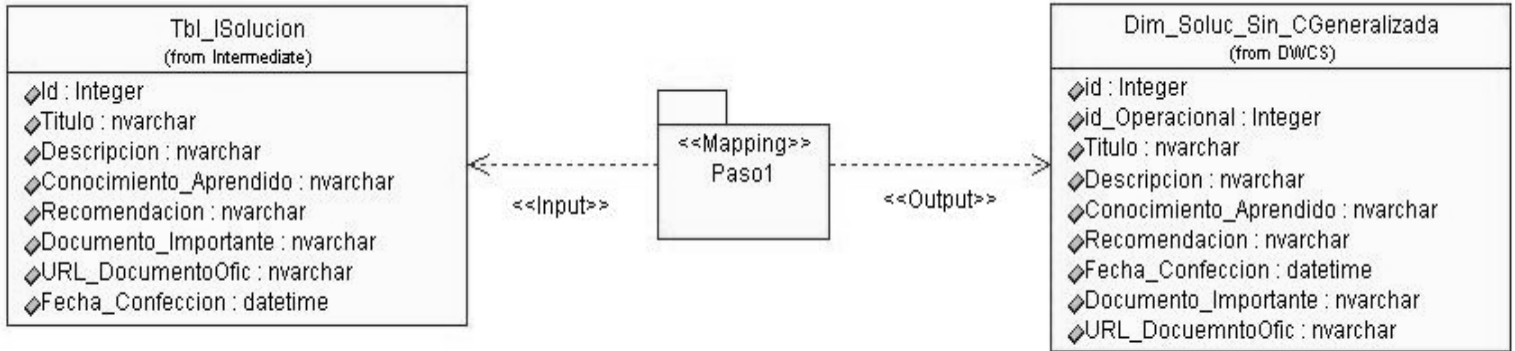 Tbl_ISolucion
(from Intermediate)
Id : Integer
Titulo : nvarchar
Descripcion : nvarchar
Conocimiento_Aprendido : nvarchar
Recomendacion : nvarchar
Documento_Importante : nvarchar
URL_DocumentoOfic : nvarchar
Fecha_Confeccion : datetime
<<Input>>
<<Mapping>>
Paso1
<<Output>>
Dim_Soluc_Sin_CGeneralizada
(from DWCS)
id : Integer
id_Operacional : Integer
Titulo : nvarchar
Descripcion : nvarchar
Conocimiento_Aprendido : nvarchar
Recomendacion : nvarchar
Fecha_Confeccion : datetime
Documento_Importante : nvarchar
URL_DocuemntoOfic : nvarchar